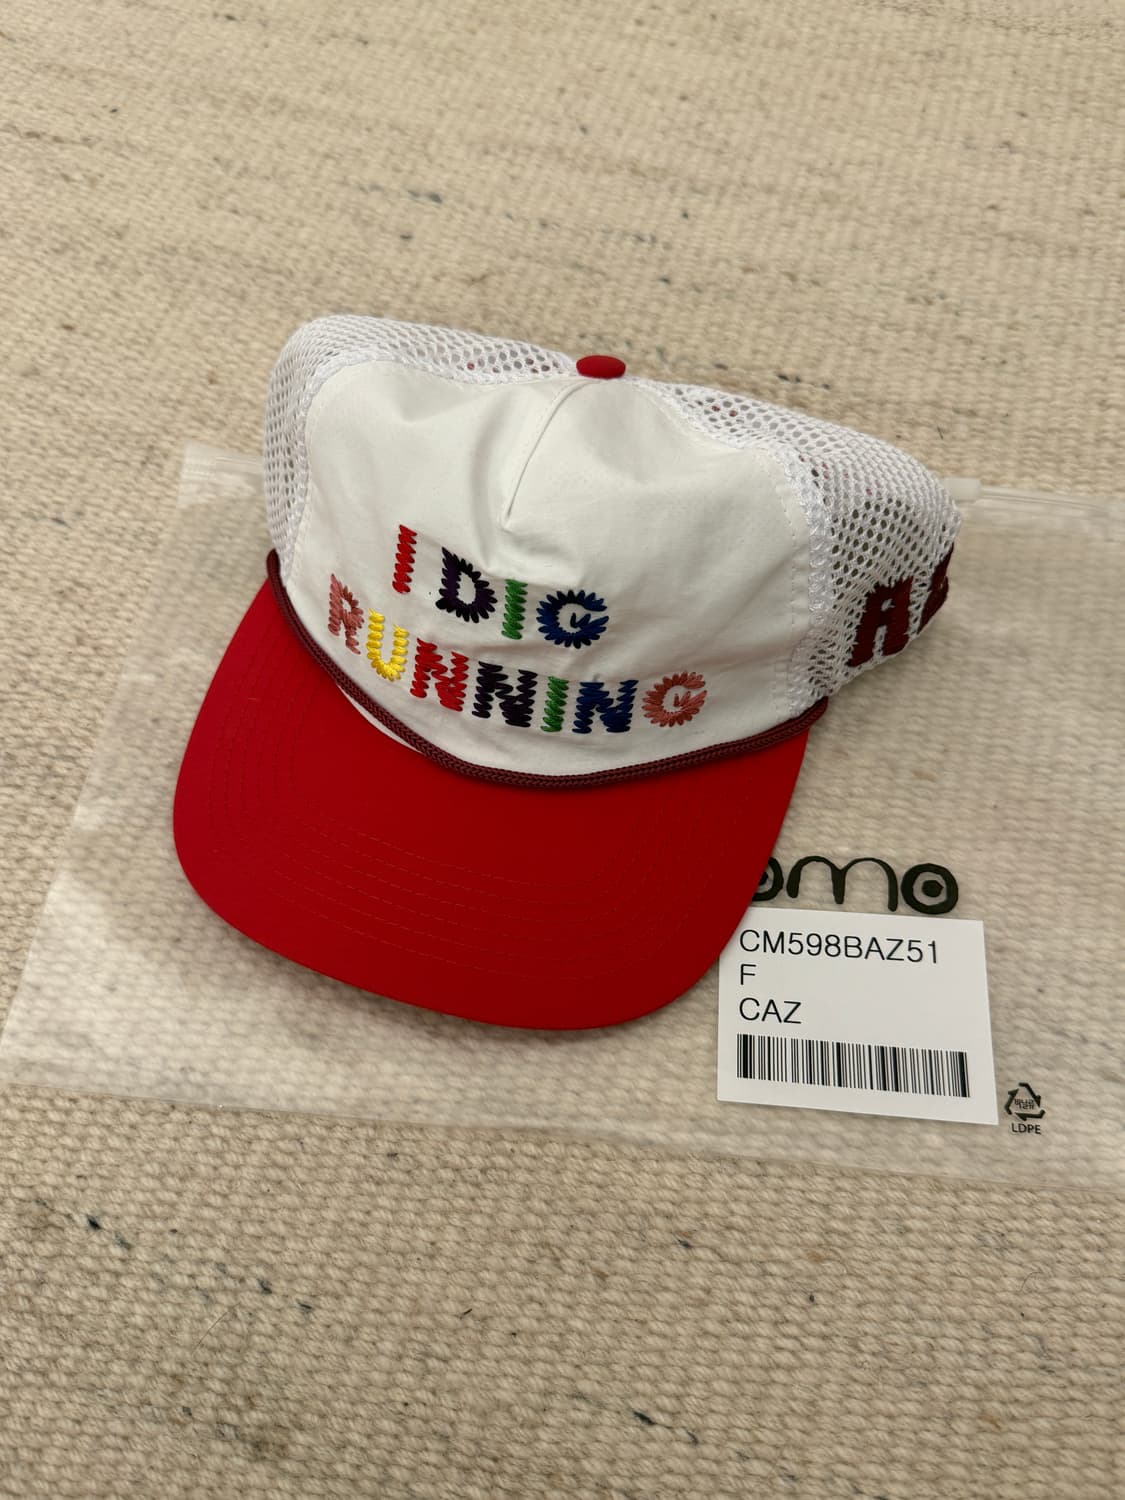 I DIG
RUNNING
CM598BAZ51
F
CAZ
LDPE